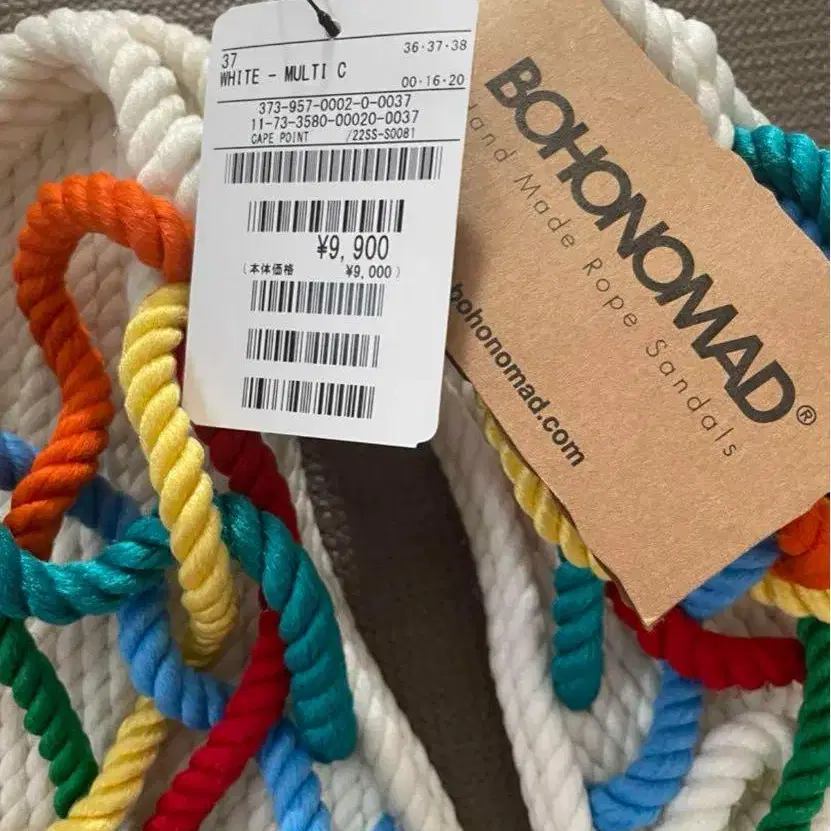 37
36・37・38
WHITE - MULTI C
00・16・20
373-957-0002-0-0037
11-73-3580-00020-0037
CAPE POINT /22SS-S0081
¥9,900
(本体価格 ¥9,000)
BOHONOMAD®
Hand Made Rope Sandals
bohonomad.com